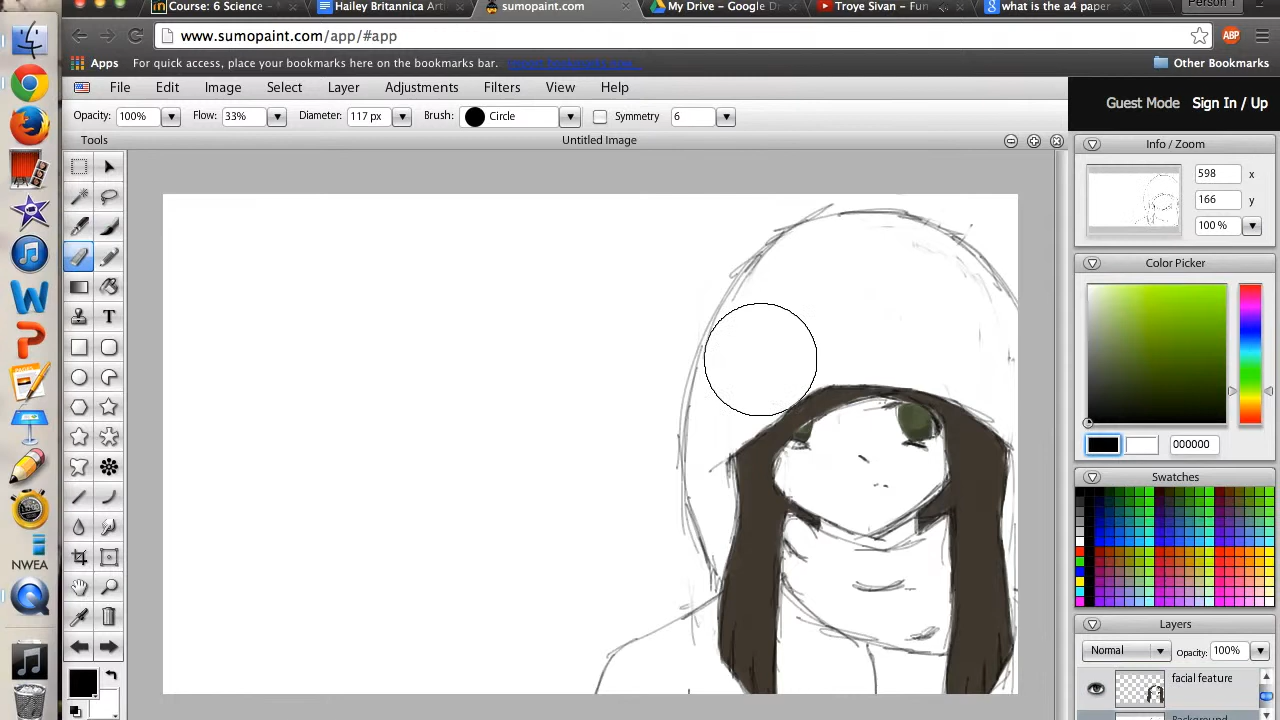 Course: 6 Science -
Hailey Britannica Arti
sumopaint.com/app/
My Drive - Google D
Troye Sivan - Fun
what is the a4 paper
Person 1
www.sumopaint.com/app/#app
ABP
Apps For quick access, place your bookmarks here on the bookmarks bar.
Other Bookmarks
File Edit Image Select Layer Adjustments Filters View Help
Guest Mode Sign In / Up
Opacity: 100% Flow: 33% Diameter: 117 px Brush: Circle Symmetry 6
Tools
Untitled Image
Info / Zoom
598 x
166 y
100 %
Color Picker
000000
Swatches
NWEA
Layers
Normal Opacity: 100%
facial feature
Background